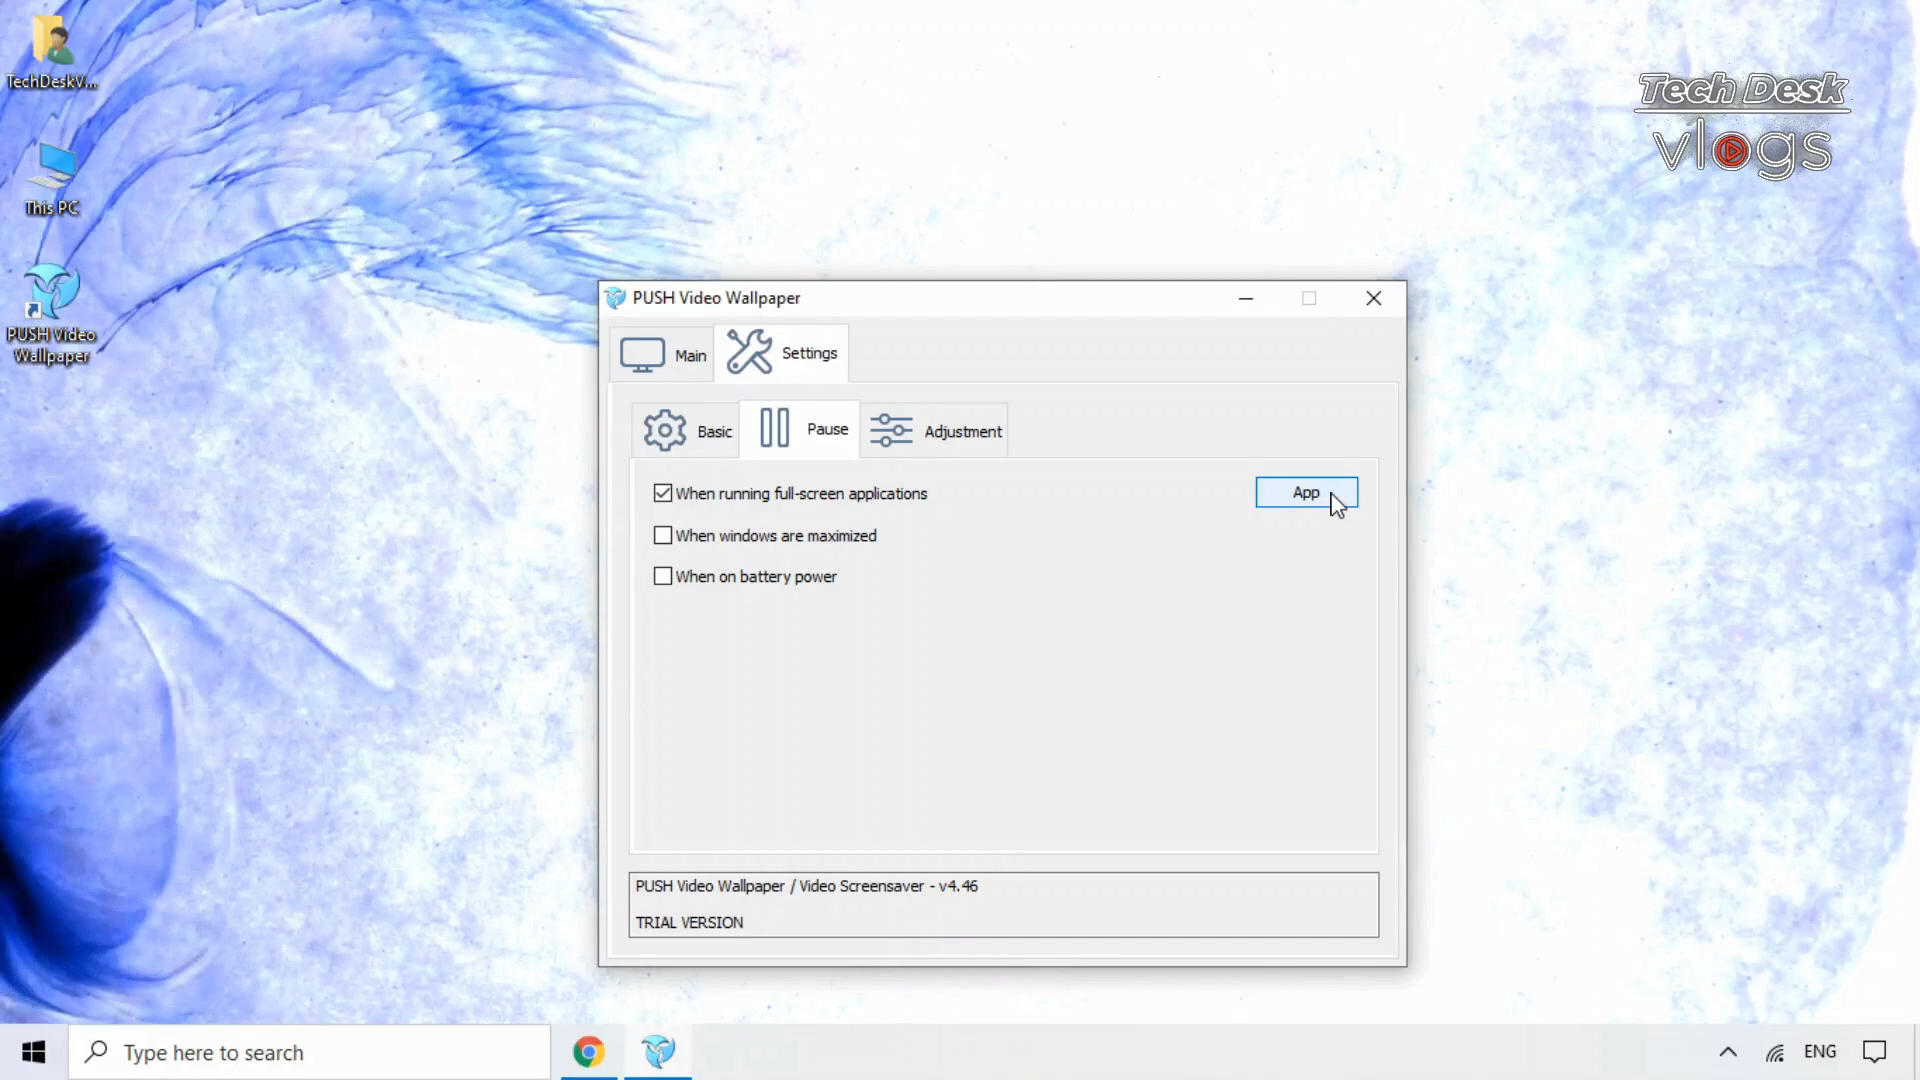 TechDeskV...
This PC
PUSH Video
Wallpaper
Tech Desk
vlogs
PUSH Video Wallpaper
Main
Settings
Basic
Pause
Adjustment
When running full-screen applications
App
When windows are maximized
When on battery power
PUSH Video Wallpaper / Video Screensaver - v4.46
TRIAL VERSION
Type here to search
ENG